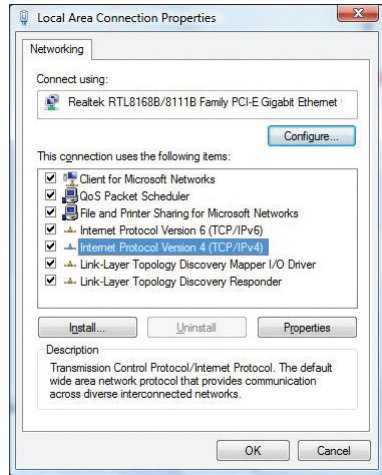 Local Area Connection Properties
Networking
Connect using:
Realtek RTL8168B/8111B Family PCI-E Gigabit Ethernet
Configure...
This connection uses the following items:
Client for Microsoft Networks
QoS Packet Scheduler
File and Printer Sharing for Microsoft Networks
Internet Protocol Version 6 (TCP/IPv6)
Internet Protocol Version 4 (TCP/IPv4)
Link-Layer Topology Discovery Mapper I/O Driver
Link-Layer Topology Discovery Responder
Install... Uninstall Properties
Description
Transmission Control Protocol/Internet Protocol. The default
wide area network protocol that provides communication
across diverse interconnected networks.
OK Cancel